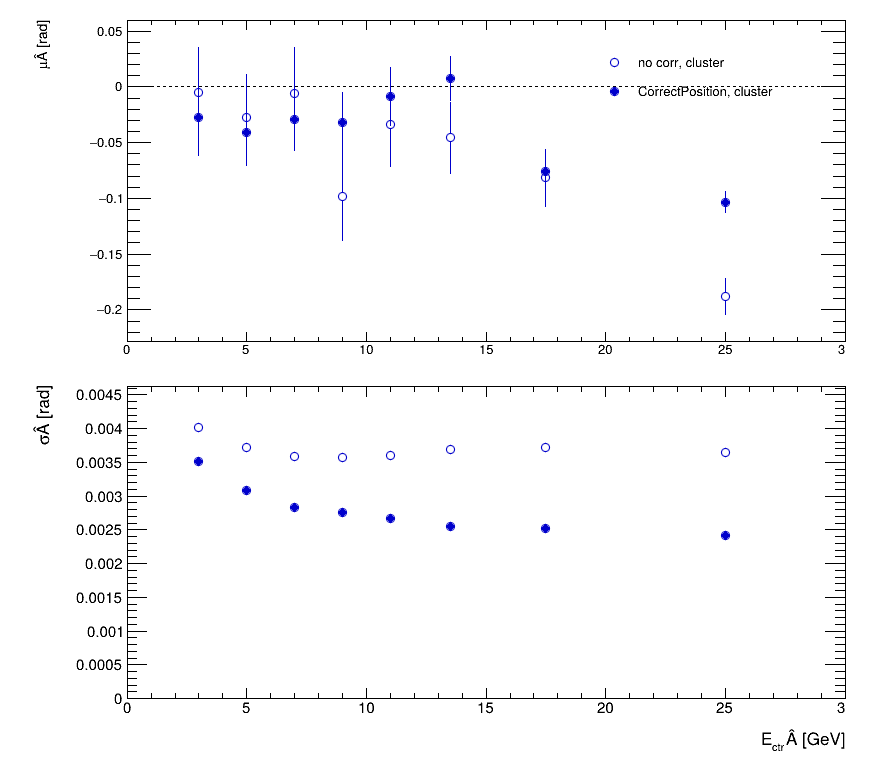 μÂ [rad]
0.05
0
−0.05
−0.1
−0.15
−0.2
no corr, cluster
CorrectPosition, cluster
0 5 10 15 20 25 3
σÂ [rad]
0.0045
0.004
0.0035
0.003
0.0025
0.002
0.0015
0.001
0.0005
0
0 5 10 15 20 25 3
E_ctr Â [GeV]